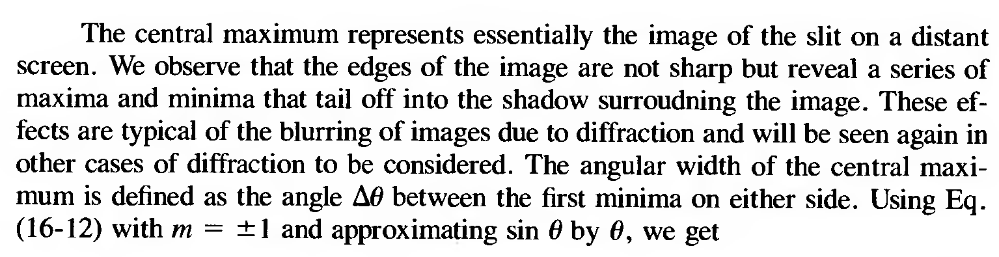 The central maximum represents essentially the image of the slit on a distant
screen. We observe that the edges of the image are not sharp but reveal a series of
maxima and minima that tail off into the shadow surroudning the image. These ef-
fects are typical of the blurring of images due to diffraction and will be seen again in
other cases of diffraction to be considered. The angular width of the central maxi-
mum is defined as the angle Δθ between the first minima on either side. Using Eq.
(16-12) with m = ±1 and approximating sin θ by θ, we get